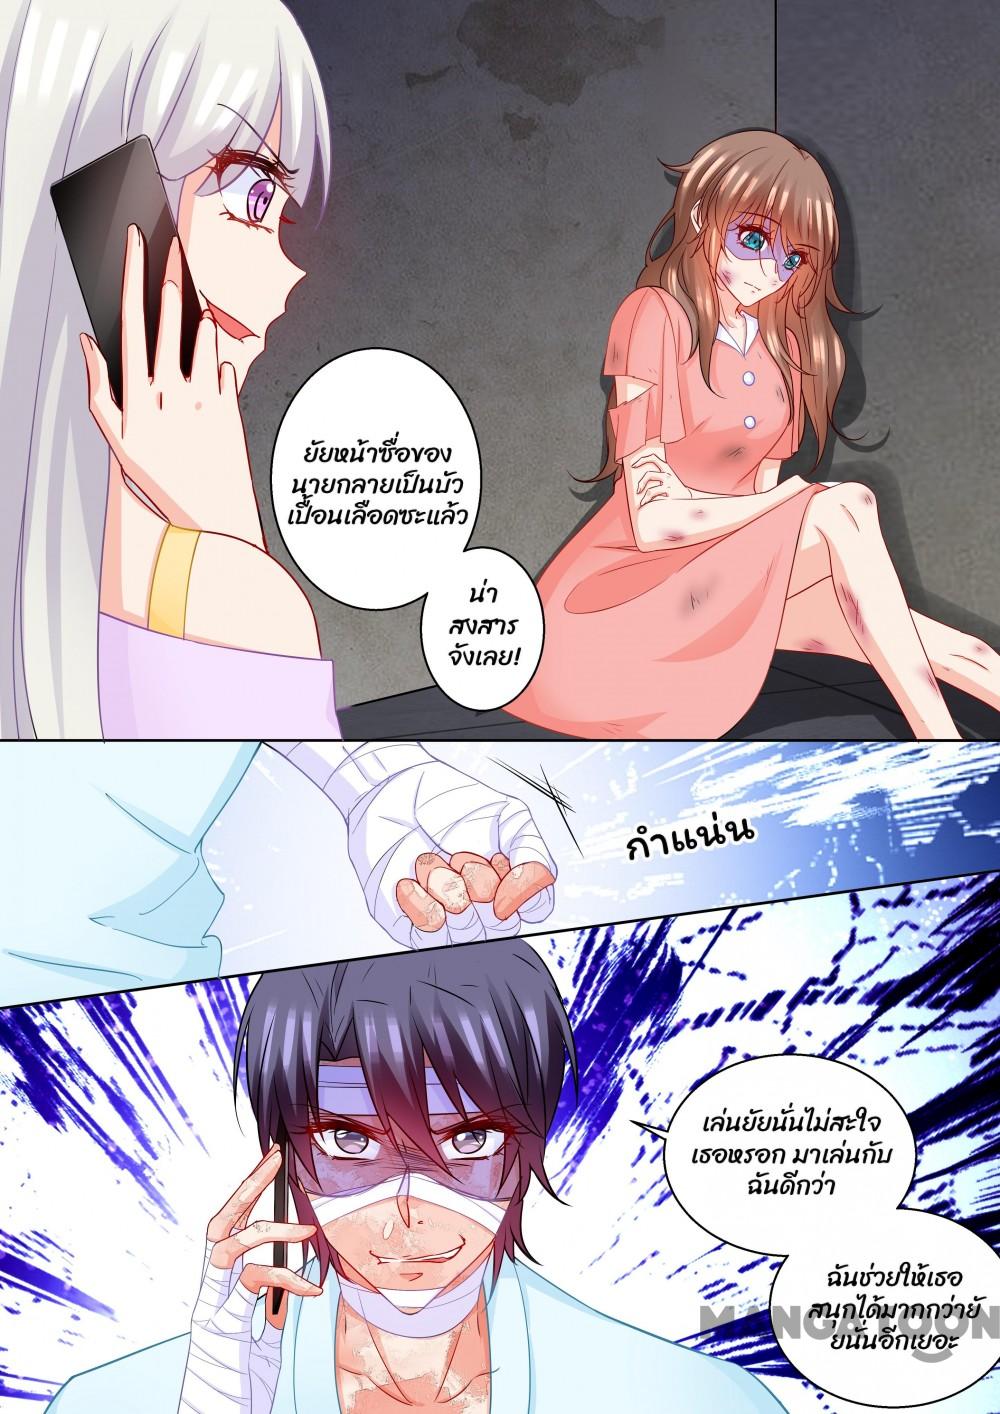 ยัยหน้าซื่อของ
นายกลายเป็นบัว
เปื้อนเลือดซะแล้ว
น่า
สงสาร
จังเลย!
กำแน่น
เล่นยัยนั่นไม่สะใจ
เธอหรอก มาเล่นกับ
ฉันดีกว่า
ฉันช่วยให้เธอ
สนุกได้มากกว่ายั
ยนั่นอีกเยอะ
MANGATOON